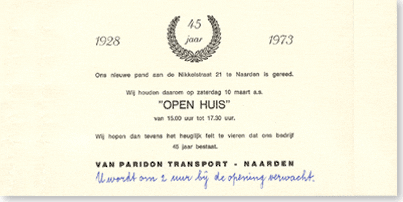 45
1928 jaar 1973
Ons nieuwe pand aan de Nikkelstraat 21 te Naarden is gereed.
Wij houden daarom op zaterdag 10 maart a.s.
"OPEN HUIS"
van 15.00 uur tot 17.30 uur.
Wij hopen dan tevens het heuglijk feit te vieren dat ons bedrijf
45 jaar bestaat.
VAN PARIDON TRANSPORT - NAARDEN
U wordt om 2 uur bij de opening verwacht.